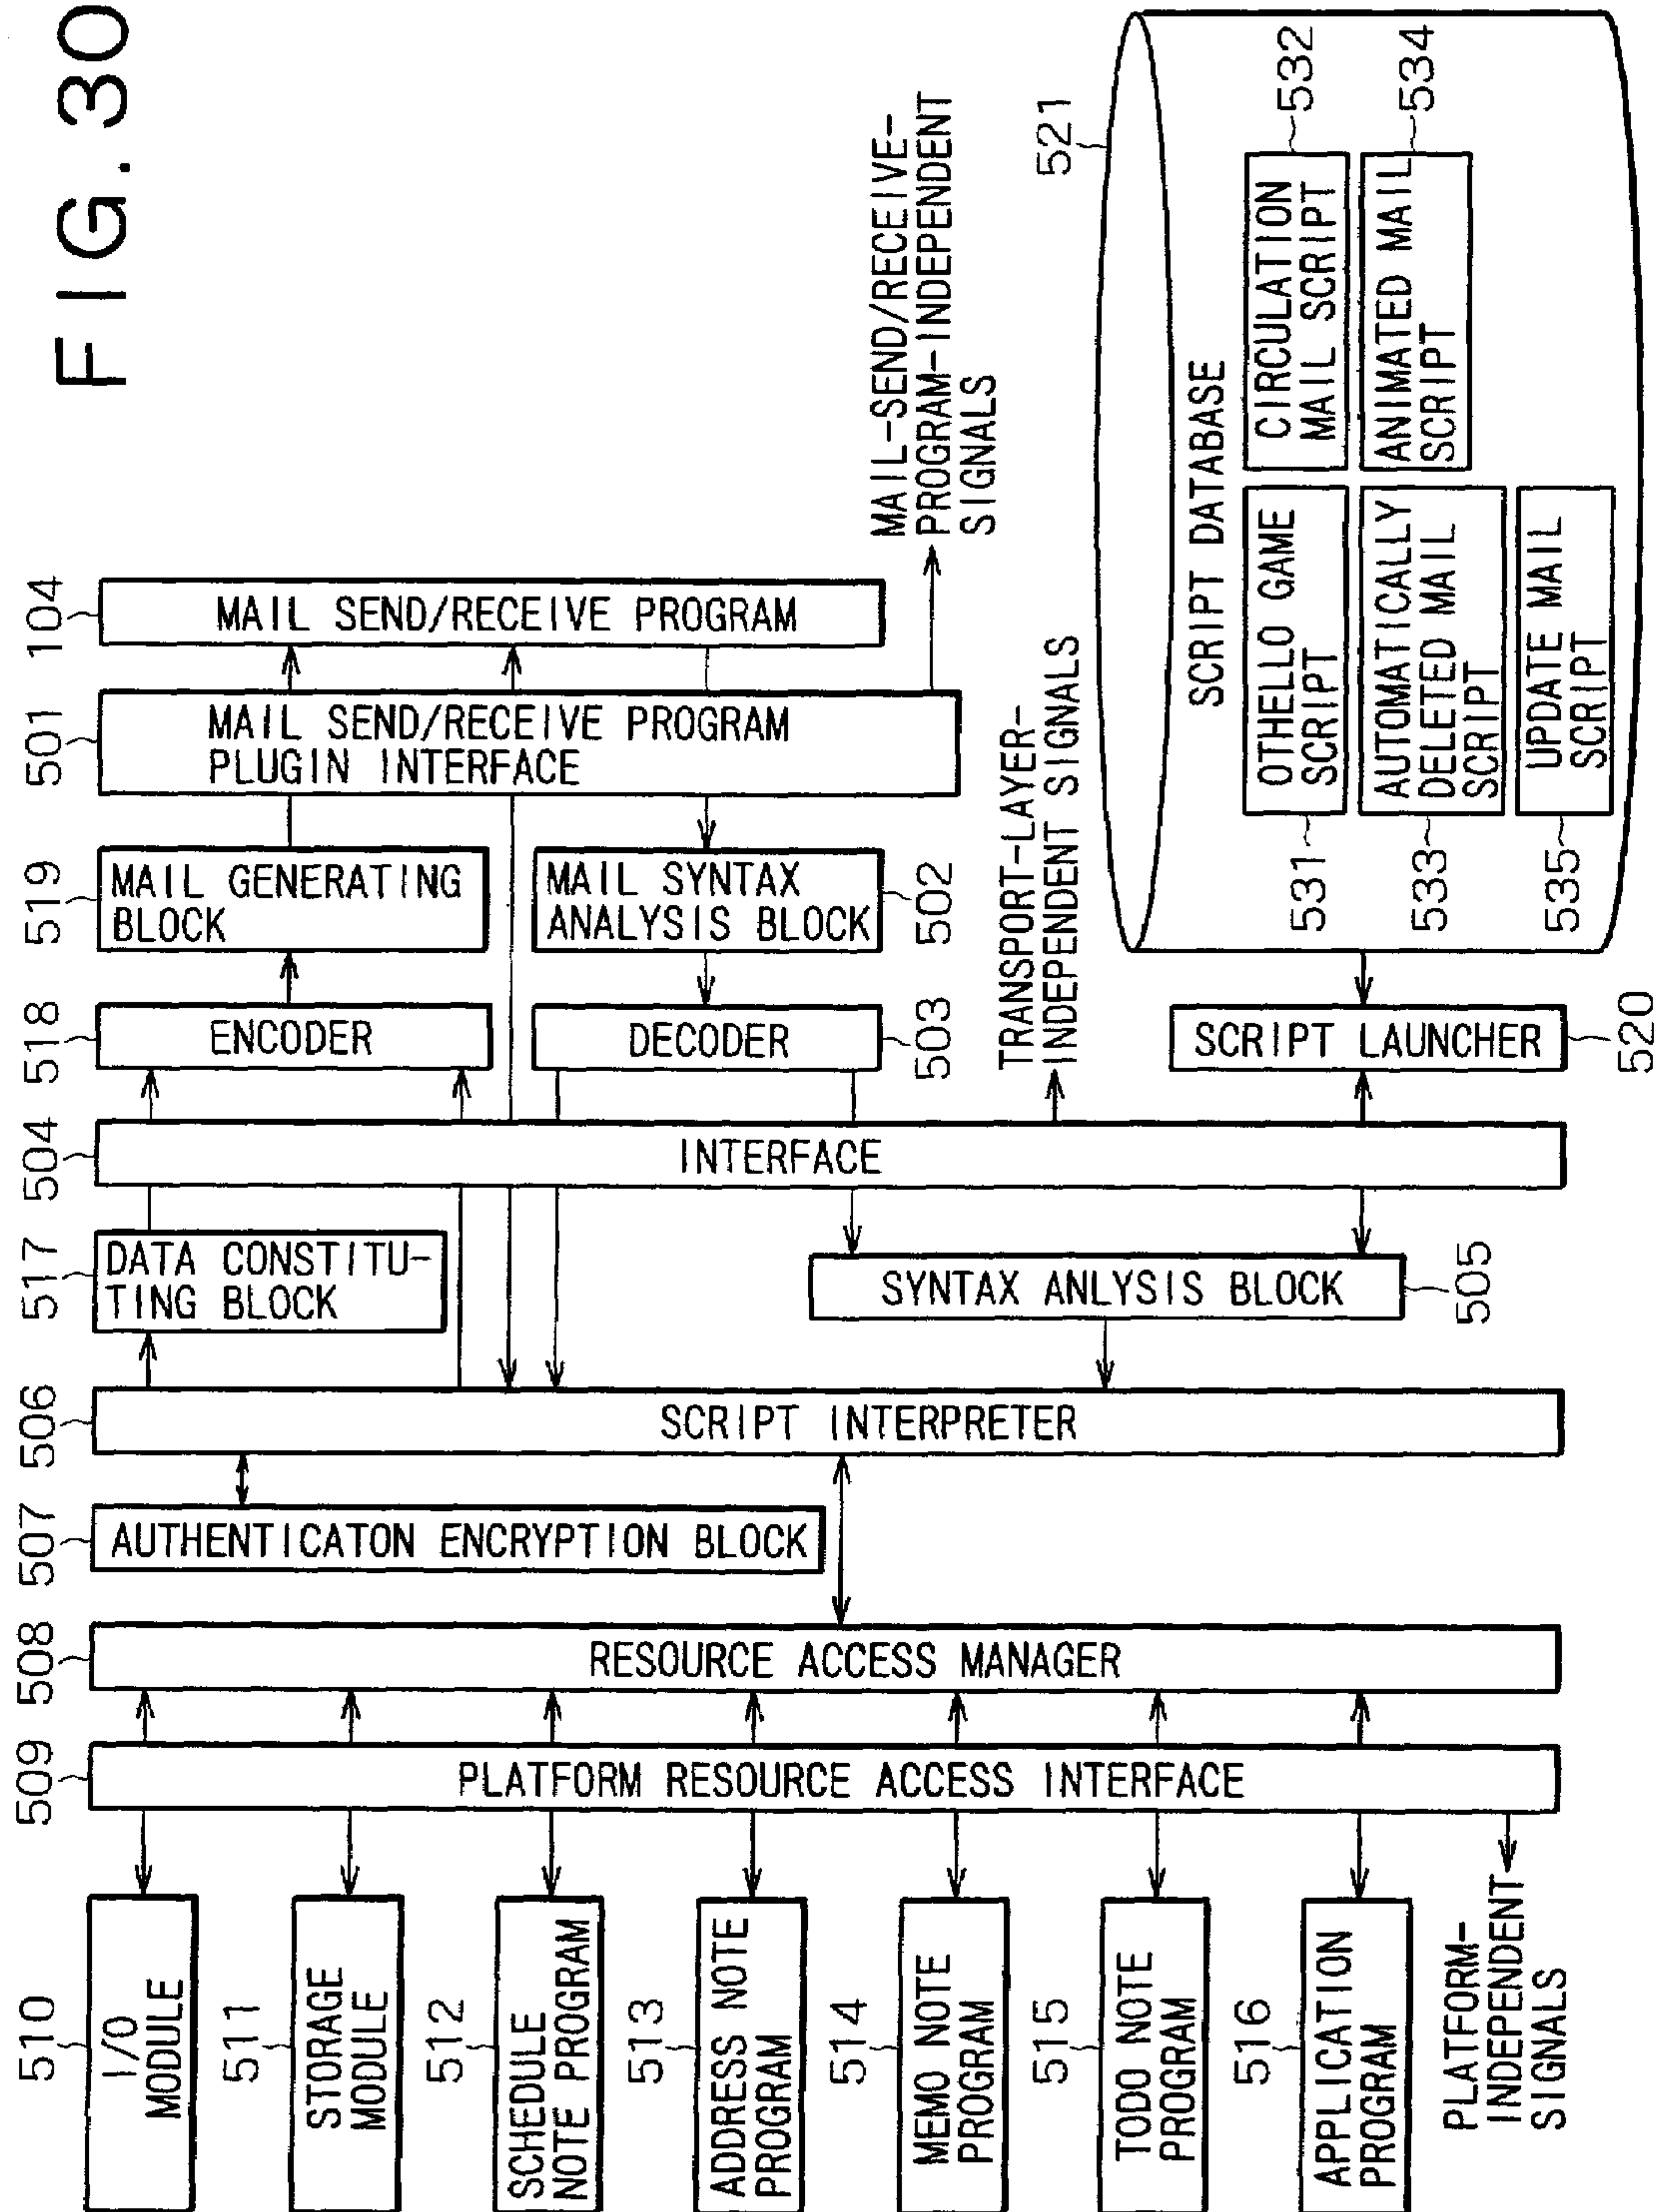 FIG. 30
104
MAIL SEND/RECEIVE PROGRAM
501
MAIL SEND/RECEIVE PROGRAM
PLUGIN INTERFACE
MAIL-SEND/RECEIVE-
PROGRAM-INDEPENDENT
SIGNALS
519
MAIL GENERATING
BLOCK
MAIL SYNTAX
ANALYSIS BLOCK
502
518
ENCODER
DECODER
503
TRANSPORT-LAYER-
INDEPENDENT SIGNALS
504
INTERFACE
517
DATA CONSTITU-
TING BLOCK
SYNTAX ANLYSIS BLOCK
505
506
SCRIPT INTERPRETER
507
AUTHENTICATON ENCRYPTION BLOCK
508
RESOURCE ACCESS MANAGER
509
PLATFORM RESOURCE ACCESS INTERFACE
510
I/O
MODULE
511
STORAGE
MODULE
512
SCHEDULE
NOTE PROGRAM
513
ADDRESS NOTE
PROGRAM
514
MEMO NOTE
PROGRAM
515
TODO NOTE
PROGRAM
516
APPLICATION
PROGRAM
PLATFORM-
INDEPENDENT
SIGNALS
521
SCRIPT DATABASE
531
OTHELLO GAME
SCRIPT
CIRCULATION
MAIL SCRIPT
532
533
AUTOMATICALLY
DELETED MAIL
SCRIPT
ANIMATED MAIL
SCRIPT
534
535
UPDATE MAIL
SCRIPT
SCRIPT LAUNCHER
520